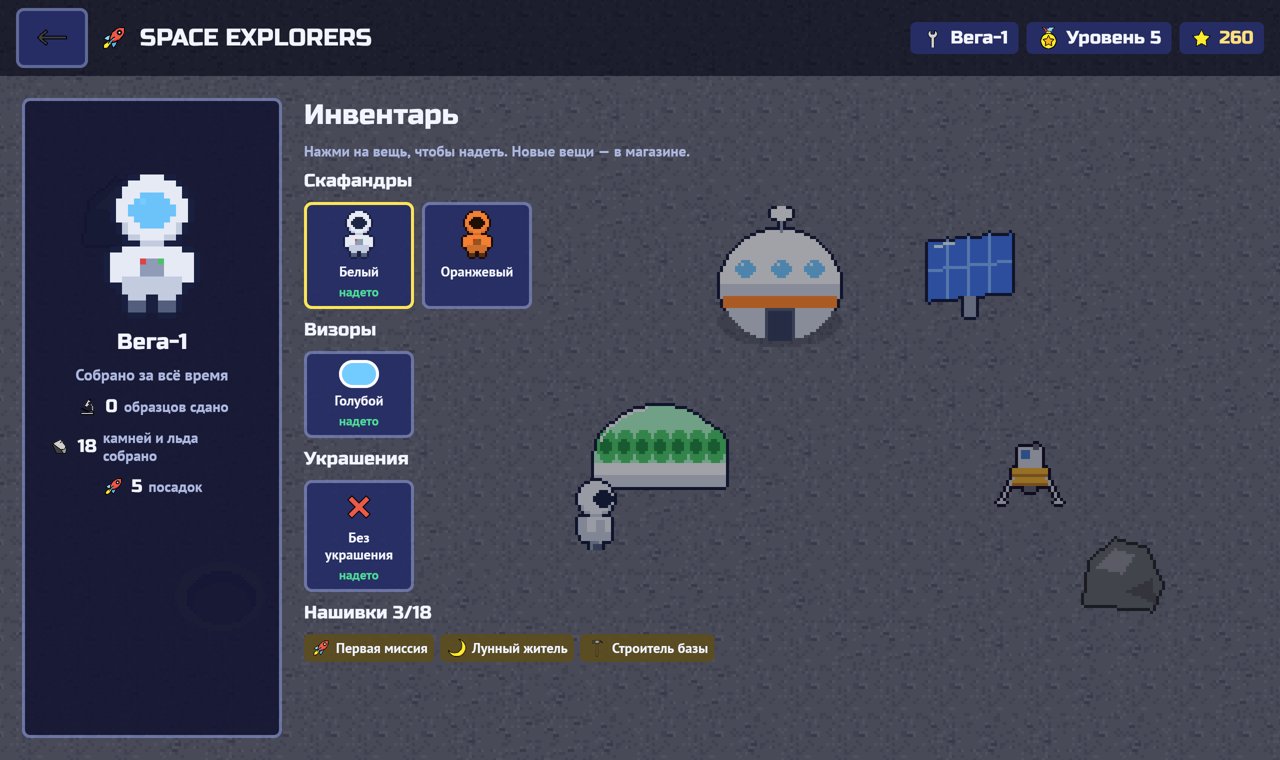 SPACE EXPLORERS
Вега-1
Уровень 5
260
Вега-1
Собрано за всё время
0 образцов сдано
18 камней и льда
собрано
5 посадок
Инвентарь
Нажми на вещь, чтобы надеть. Новые вещи — в магазине.
Скафандры
Белый
надето
Оранжевый
Визоры
Голубой
надето
Украшения
Без
украшения
надето
Нашивки 3/18
Первая миссия
Лунный житель
Строитель базы